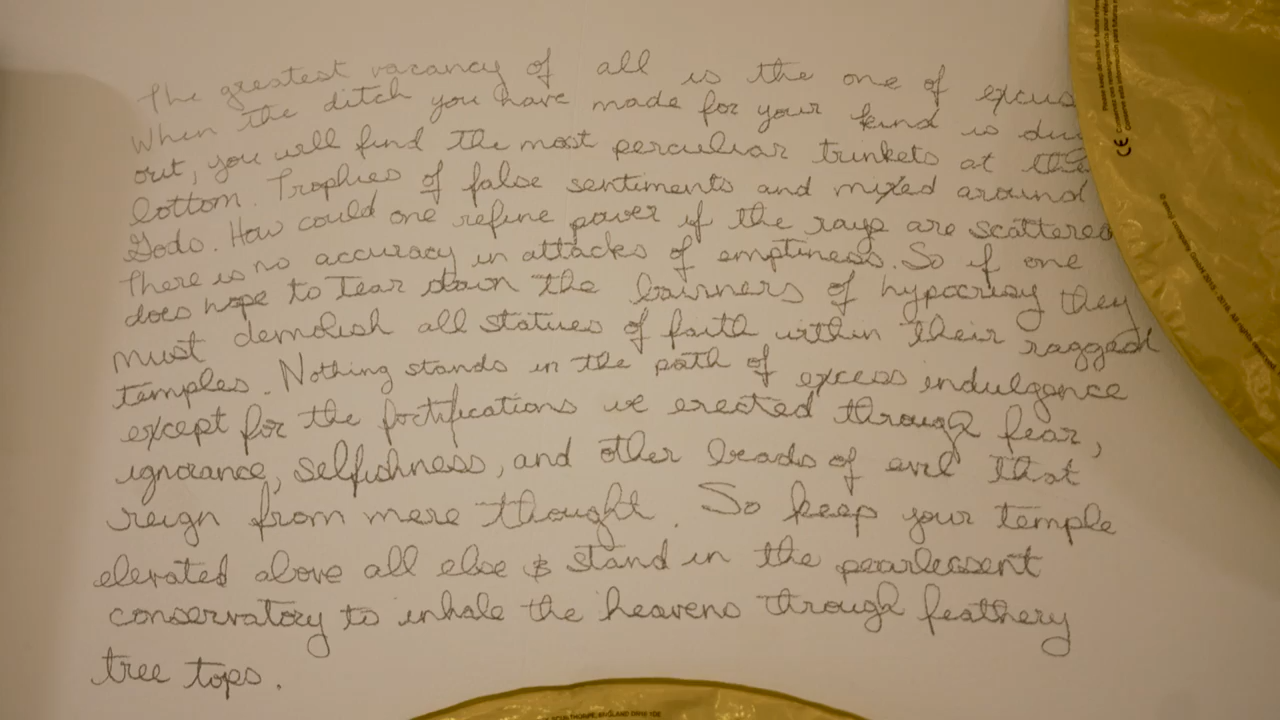 The greatest vacancy of all is the one of
When the ditch you have made for your kind is
out, you will find the most perculiar trinkets at the
bottom. Trophies of false sentiments and mixed around
Gods. How could one refine power if the rays are scattered
There is no accuracy in attacks of emptiness. So if one
does hope to Tear down the barriers of hypocrisy they
must demolish all statues of faith within their ragged
temples. Nothing stands in the path of excess indulgence
except for the fortifications we erected through fear,
ignorance, selfishness, and other brads of evil that
reign from mere thought. So keep your temple
elevated above all else & stand in the pearlessent
conservatory to inhale the heavens through feathery
tree tops.